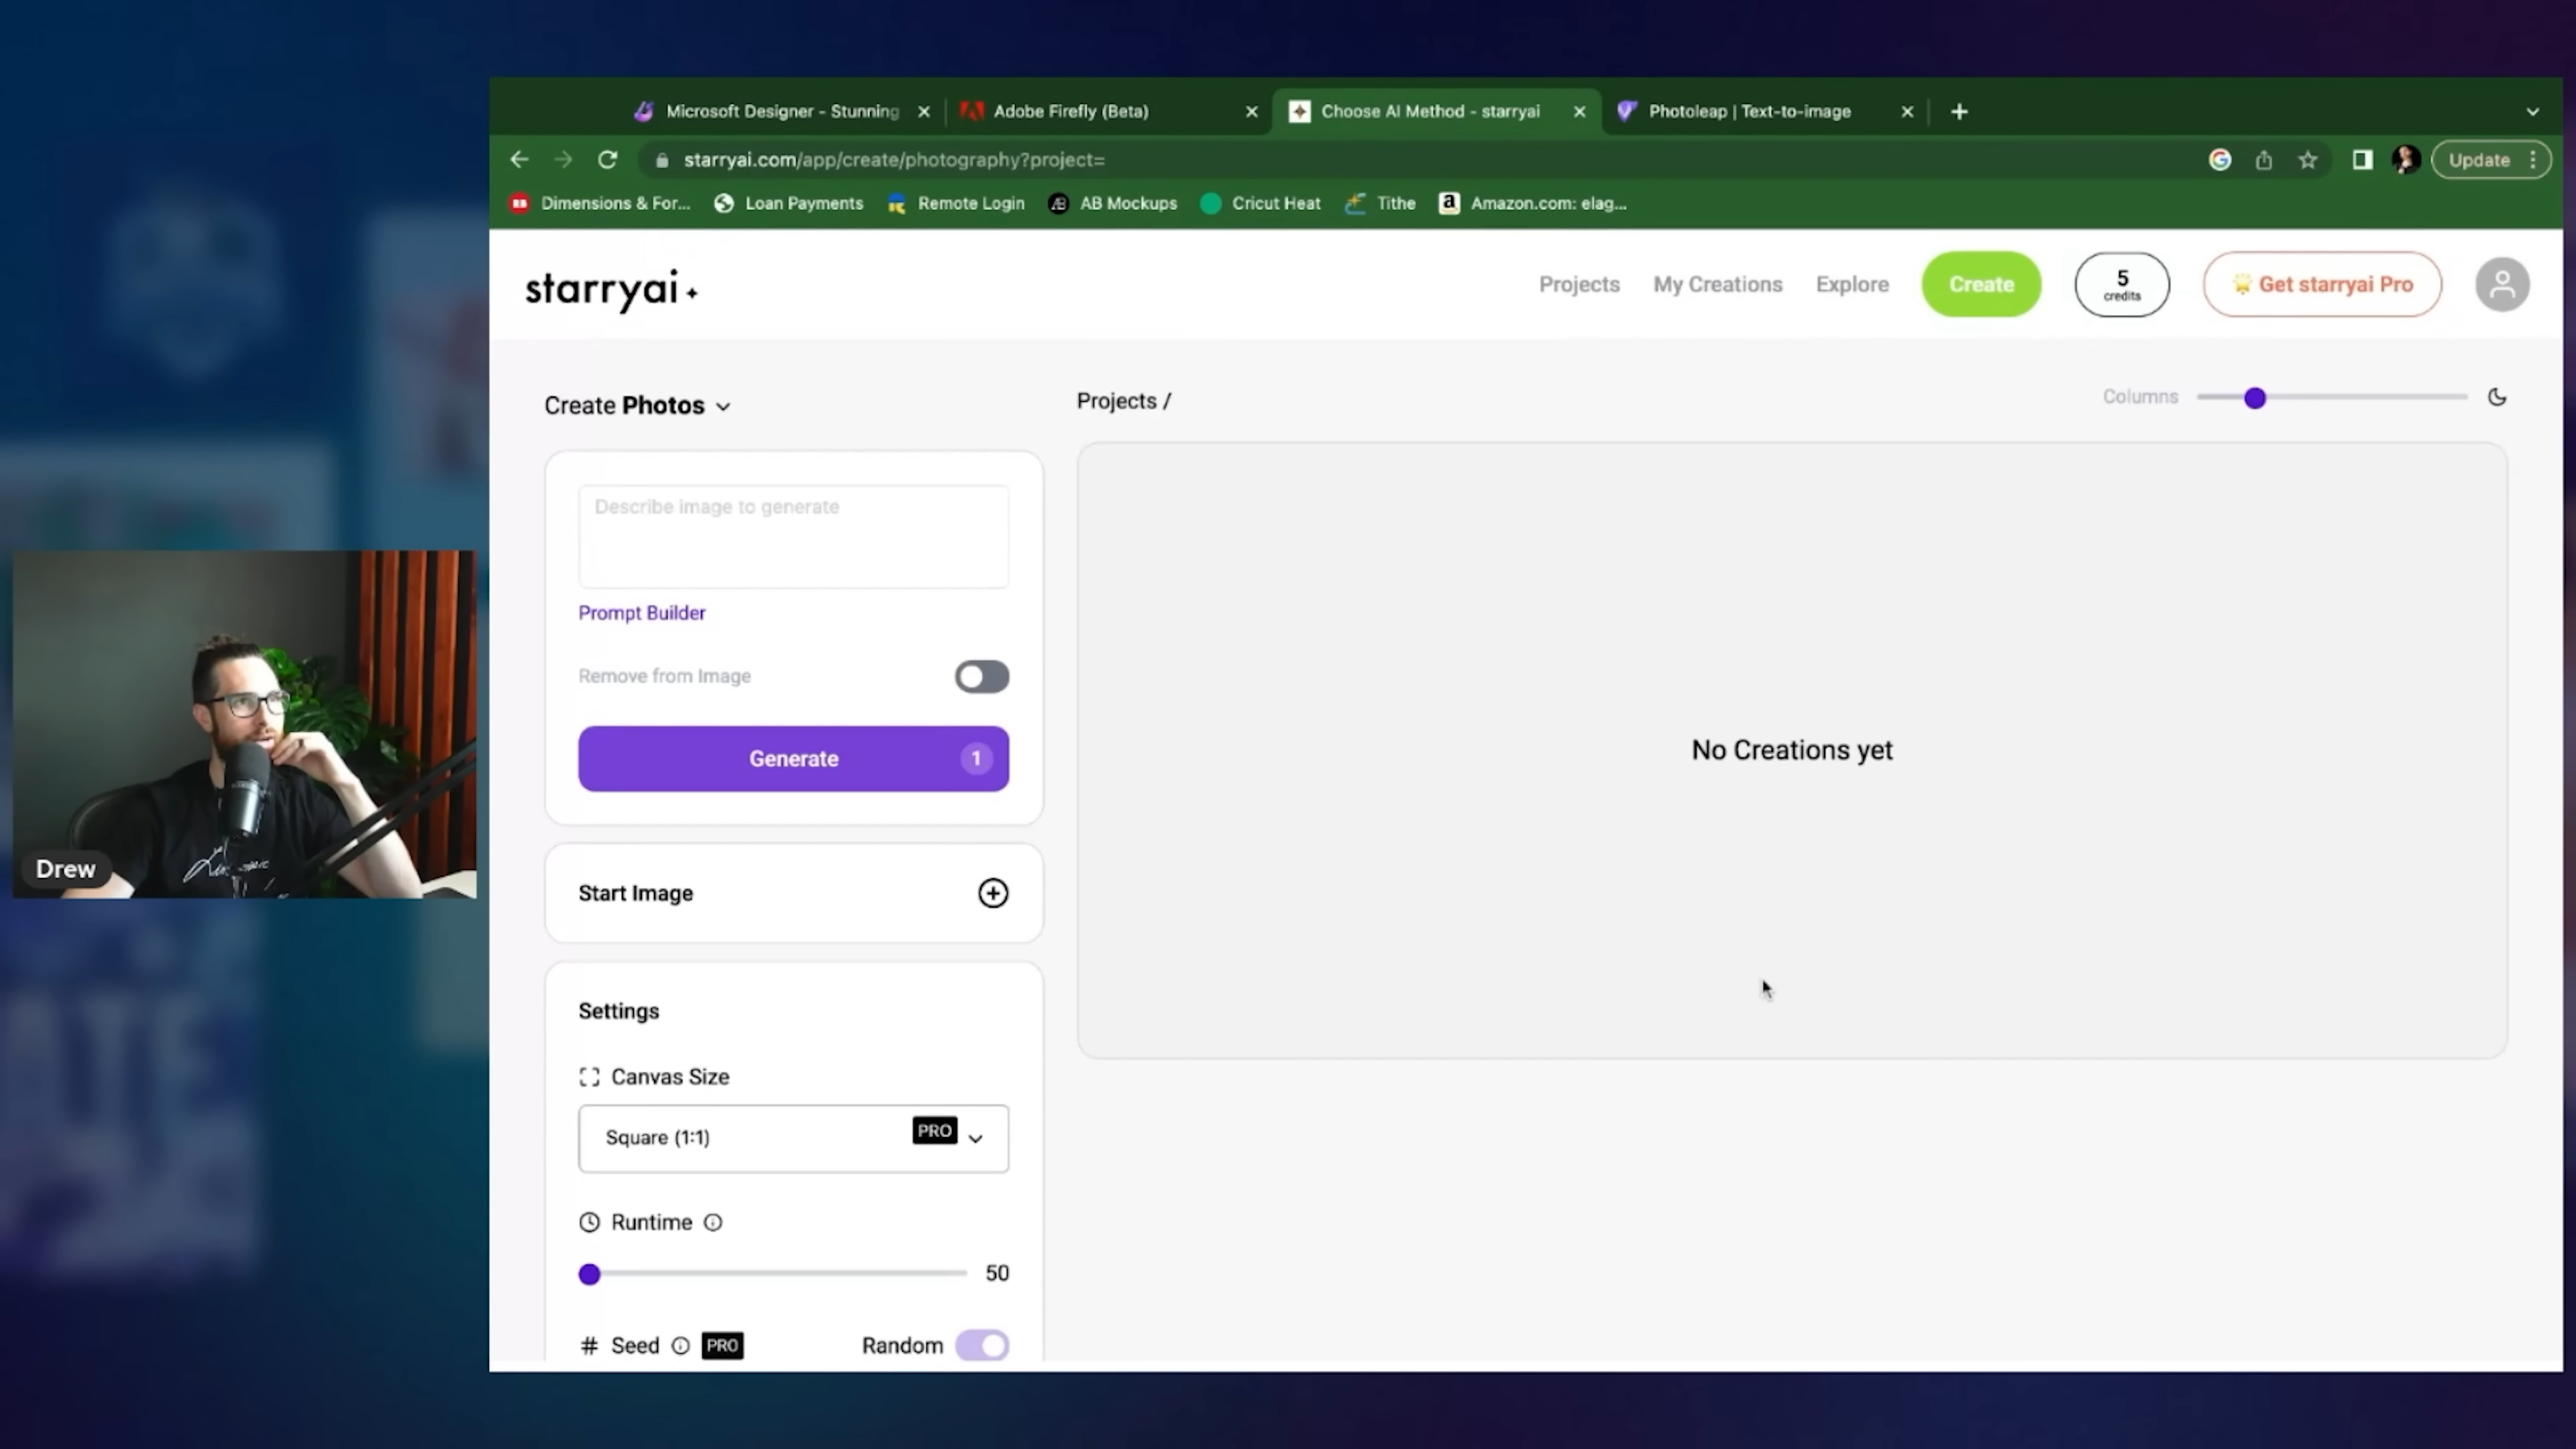 Microsoft Designer - Stunning
Adobe Firefly (Beta)
Choose AI Method - starryai
Photoleap | Text-to-image
starryai.com/app/create/photography?project=
Update
Dimensions & For...
Loan Payments
Remote Login
AB Mockups
Cricut Heat
Tithe
Amazon.com: elag...
starryai
Projects
My Creations
Explore
Create
5
credits
Get starryai Pro
Create Photos
Projects /
Columns
Describe image to generate
Prompt Builder
Remove from Image
Generate 1
No Creations yet
Drew
Start Image
Settings
Canvas Size
Square (1:1) PRO
Runtime
50
# Seed PRO Random